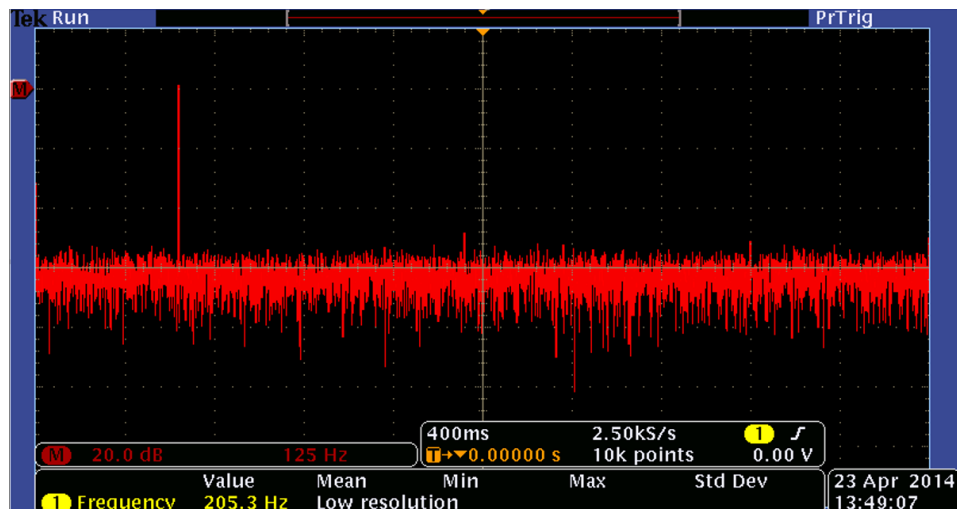 Tek Run PrTrig
M
M 20.0 dB 125 Hz
400ms 2.50kS/s 1
T→▼0.00000 s 10k points 0.00 V
Value Mean Min Max Std Dev
1 Frequency 205.3 Hz Low resolution
23 Apr 2014
13:49:07